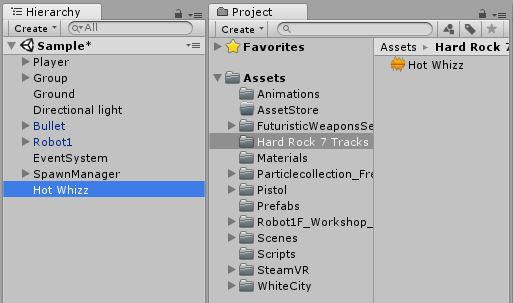 Hierarchy
Create
All
Sample*
Player
Group
Ground
Directional light
Bullet
Robot1
EventSystem
SpawnManager
Hot Whizz
Project
Create
Favorites
Assets
Animations
AssetStore
FuturisticWeaponsSe
Hard Rock 7 Tracks
Materials
Particlecollection_Fre
Pistol
Prefabs
Robot1F_Workshop_
Scenes
Scripts
SteamVR
WhiteCity
Assets ▸ Hard Rock 7
Hot Whizz